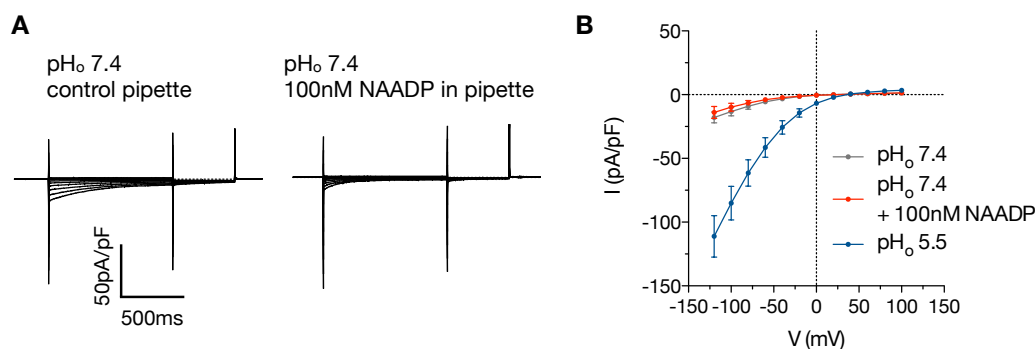 A
pHₒ 7.4
control pipette
pHₒ 7.4
100nM NAADP in pipette
50pA/pF
500ms
B
50
0
-50
-100
-150
I (pA/pF)
-150 -100 -50 0 50 100 150
V (mV)
pHₒ 7.4
pHₒ 7.4
+ 100nM NAADP
pHₒ 5.5